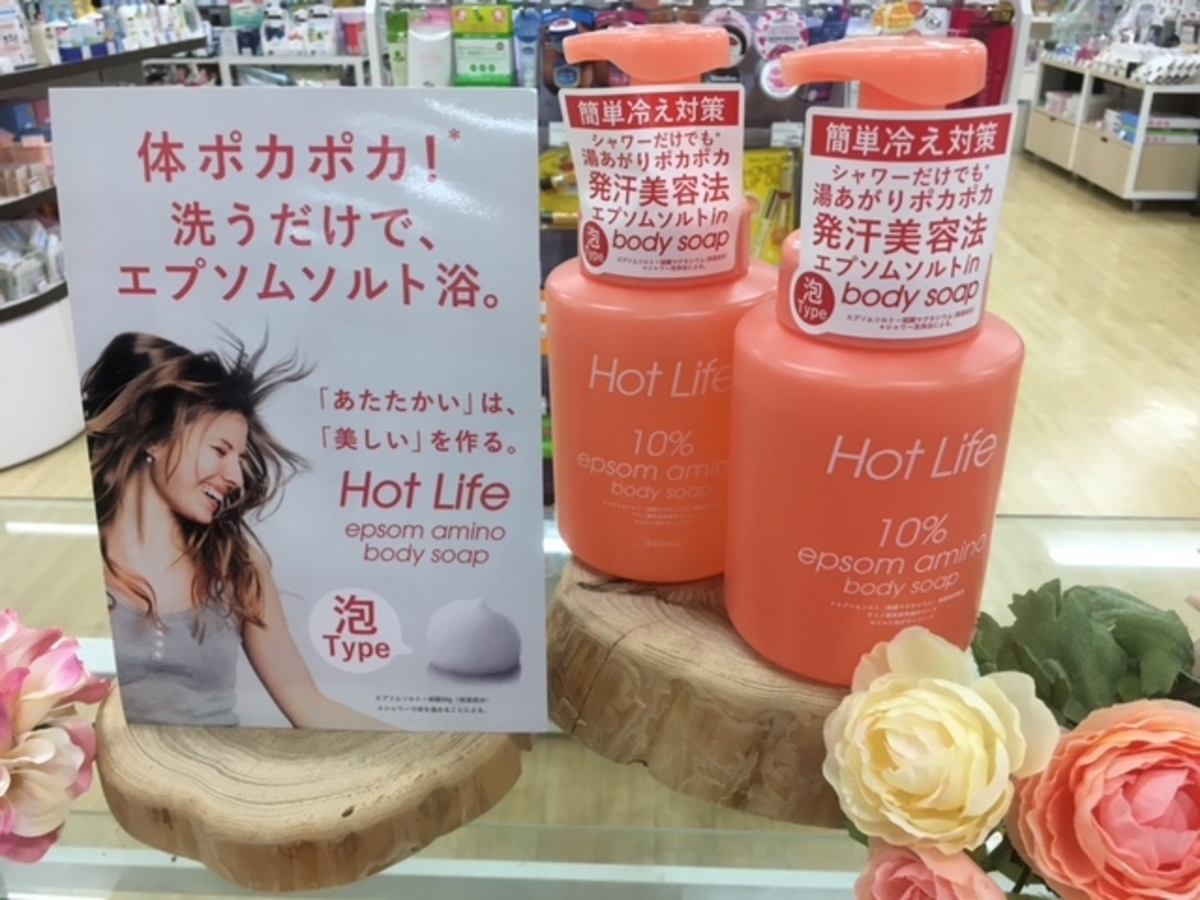 体ポカポカ!*
洗うだけで、
エプソムソルト浴。
「あたたかい」は、
「美しい」を作る。
Hot Life
epsom amino
body soap
泡
Type
簡単冷え対策
シャワーだけでも*
湯あがりポカポカ
発汗美容法
エプソムソルトin
body soap
泡
Type
Hot Life
10%
epsom amin
body soap
簡単冷え対策
シャワーだけでも*
湯あがりポカポカ
発汗美容法
エプソムソルトin
body soap
泡
Type
Hot Life
10%
epsom amino
body soap